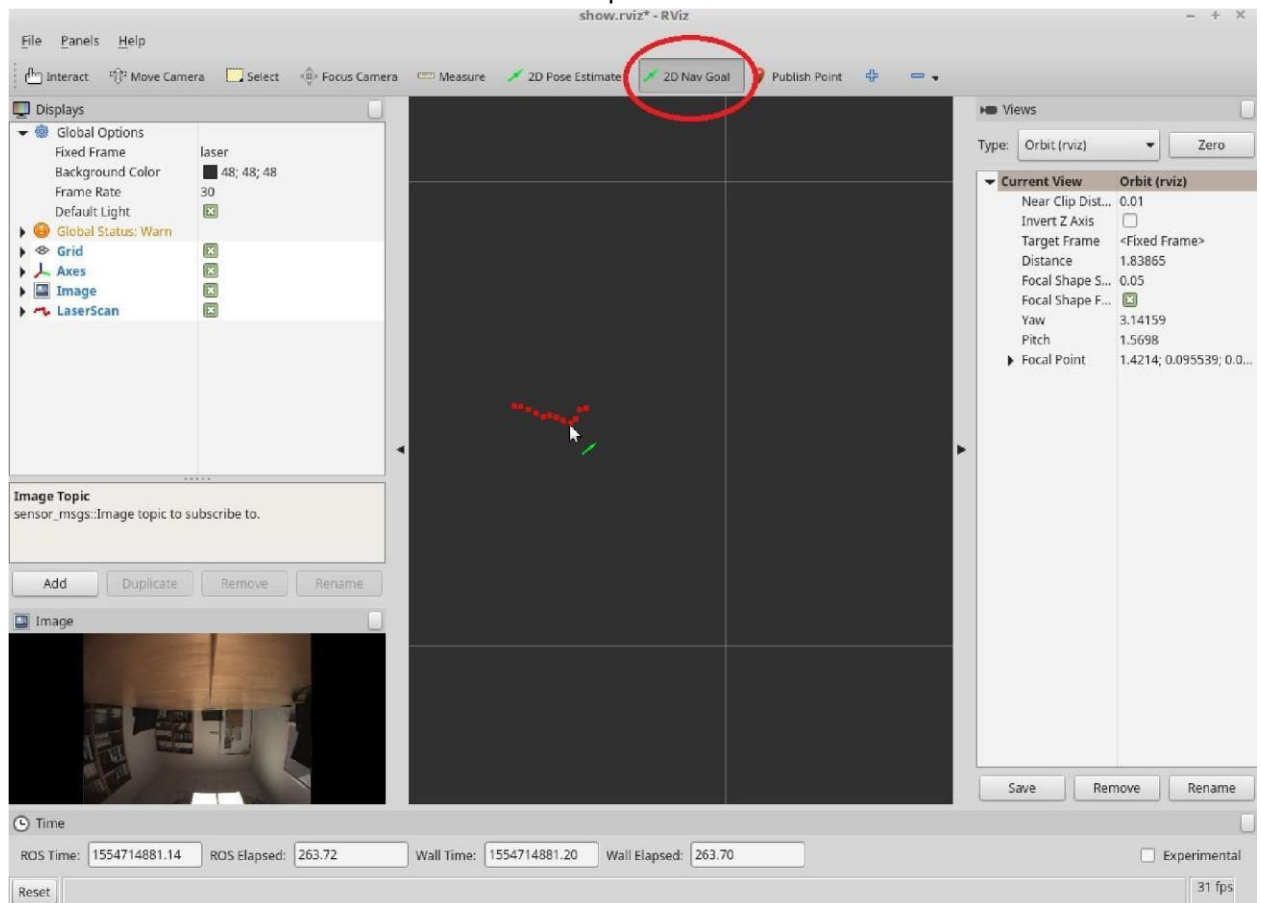 show.rviz* - RViz
File Panels Help
Interact Move Camera Select Focus Camera Measure 2D Pose Estimate 2D Nav Goal Publish Point
Displays
Global Options
Fixed Frame laser
Background Color 48; 48; 48
Frame Rate 30
Default Light
Global Status: Warn
Grid
Axes
Image
LaserScan
Image Topic
sensor_msgs::Image topic to subscribe to.
Add Duplicate Remove Rename
Image
Views
Type: Orbit (rviz) Zero
Current View Orbit (rviz)
Near Clip Dist... 0.01
Invert Z Axis
Target Frame <Fixed Frame>
Distance 1.83865
Focal Shape S... 0.05
Focal Shape F...
Yaw 3.14159
Pitch 1.5698
Focal Point 1.4214; 0.095539; 0.0...
Save Remove Rename
Time
ROS Time: 1554714881.14 ROS Elapsed: 263.72 Wall Time: 1554714881.20 Wall Elapsed: 263.70 Experimental
Reset 31 fps